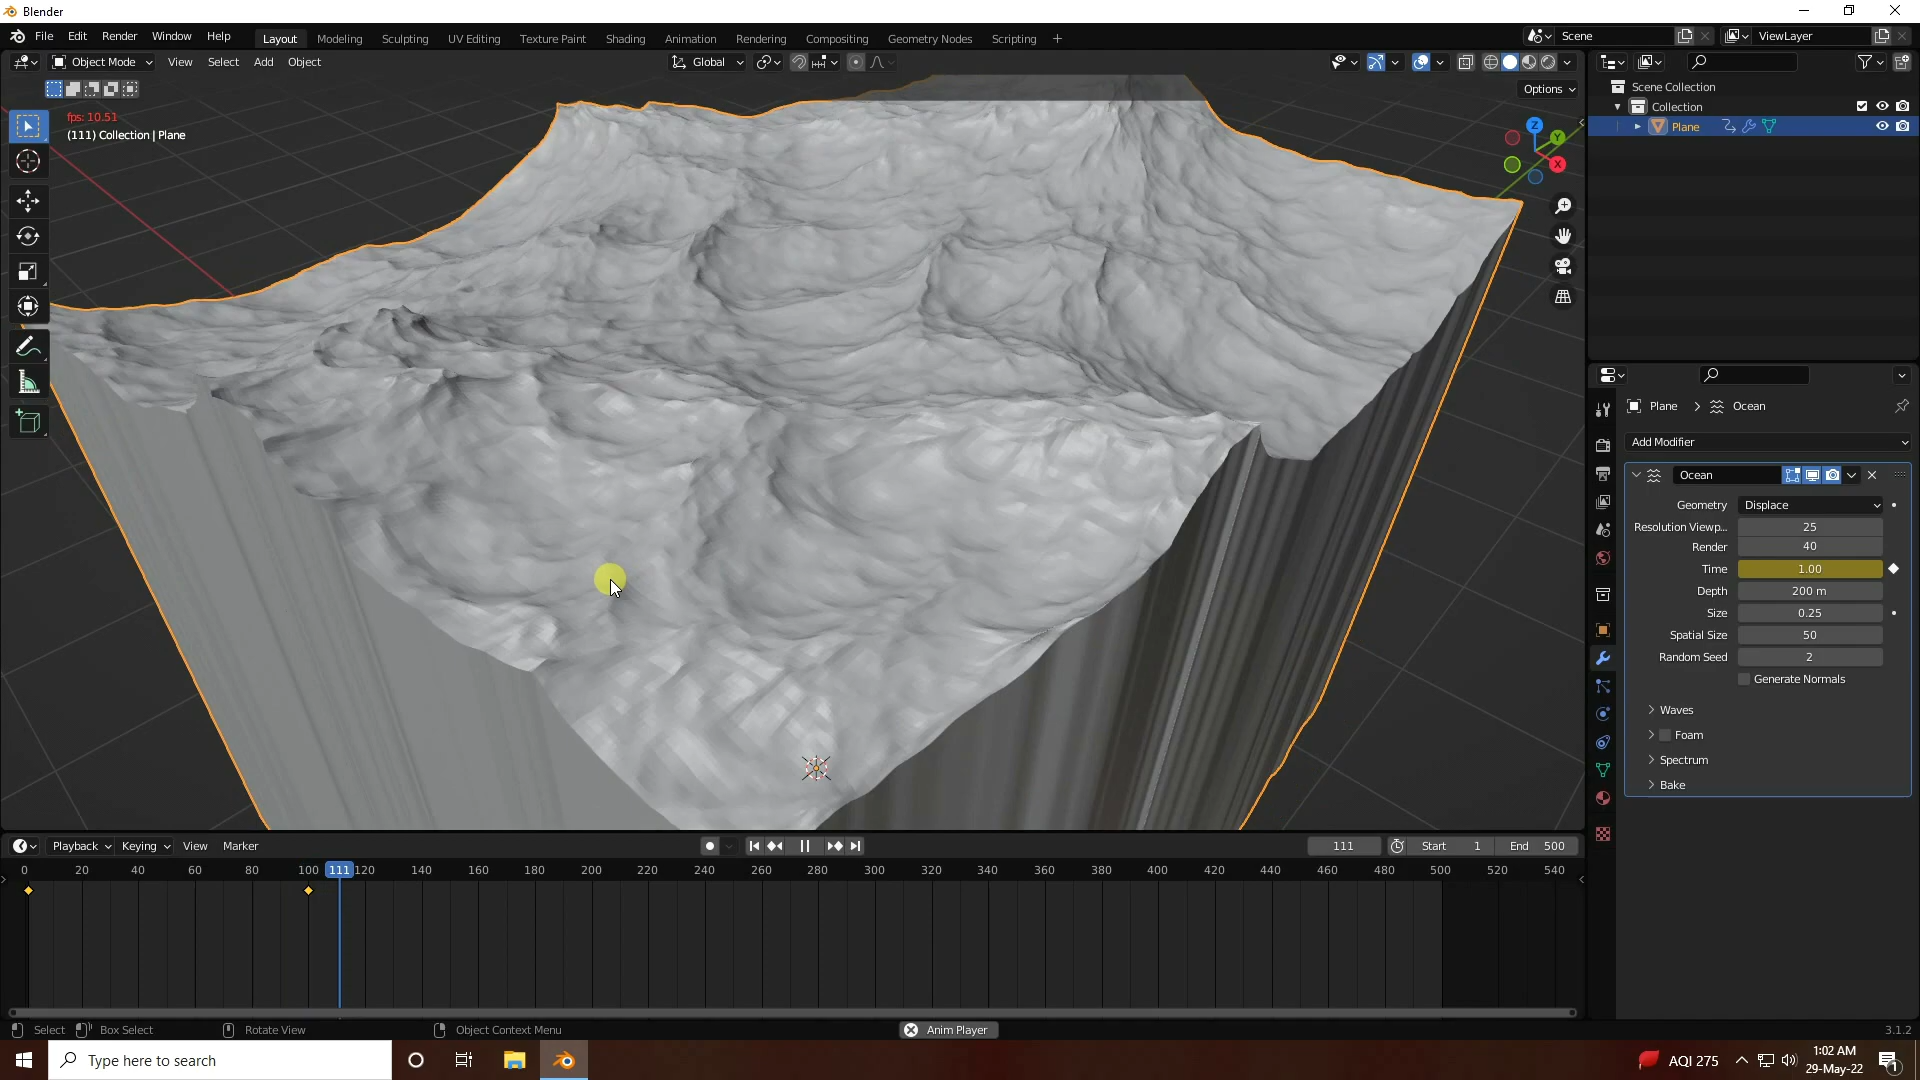 Blender
File Edit Render Window Help
Layout Modeling Sculpting UV Editing Texture Paint Shading Animation Rendering Compositing Geometry Nodes Scripting +
Scene
ViewLayer
Object Mode View Select Add Object
Global
Options
fps: 10.51
(111) Collection | Plane
Z
Y
X
Scene Collection
Collection
Plane
Plane > Ocean
Add Modifier
Ocean
Geometry Displace
Resolution Viewp... 25
Render 40
Time 1.00
Depth 200 m
Size 0.25
Spatial Size 50
Random Seed 2
Generate Normals
Waves
Foam
Spectrum
Bake
Playback Keying View Marker
111
Start 1
End 500
0 20 40 60 80 100 111 120 140 160 180 200 220 240 260 280 300 320 340 360 380 400 420 440 460 480 500 520 540
Select Box Select Rotate View Object Context Menu
Anim Player
3.1.2
Type here to search
AQI 275
1:02 AM
29-May-22
1